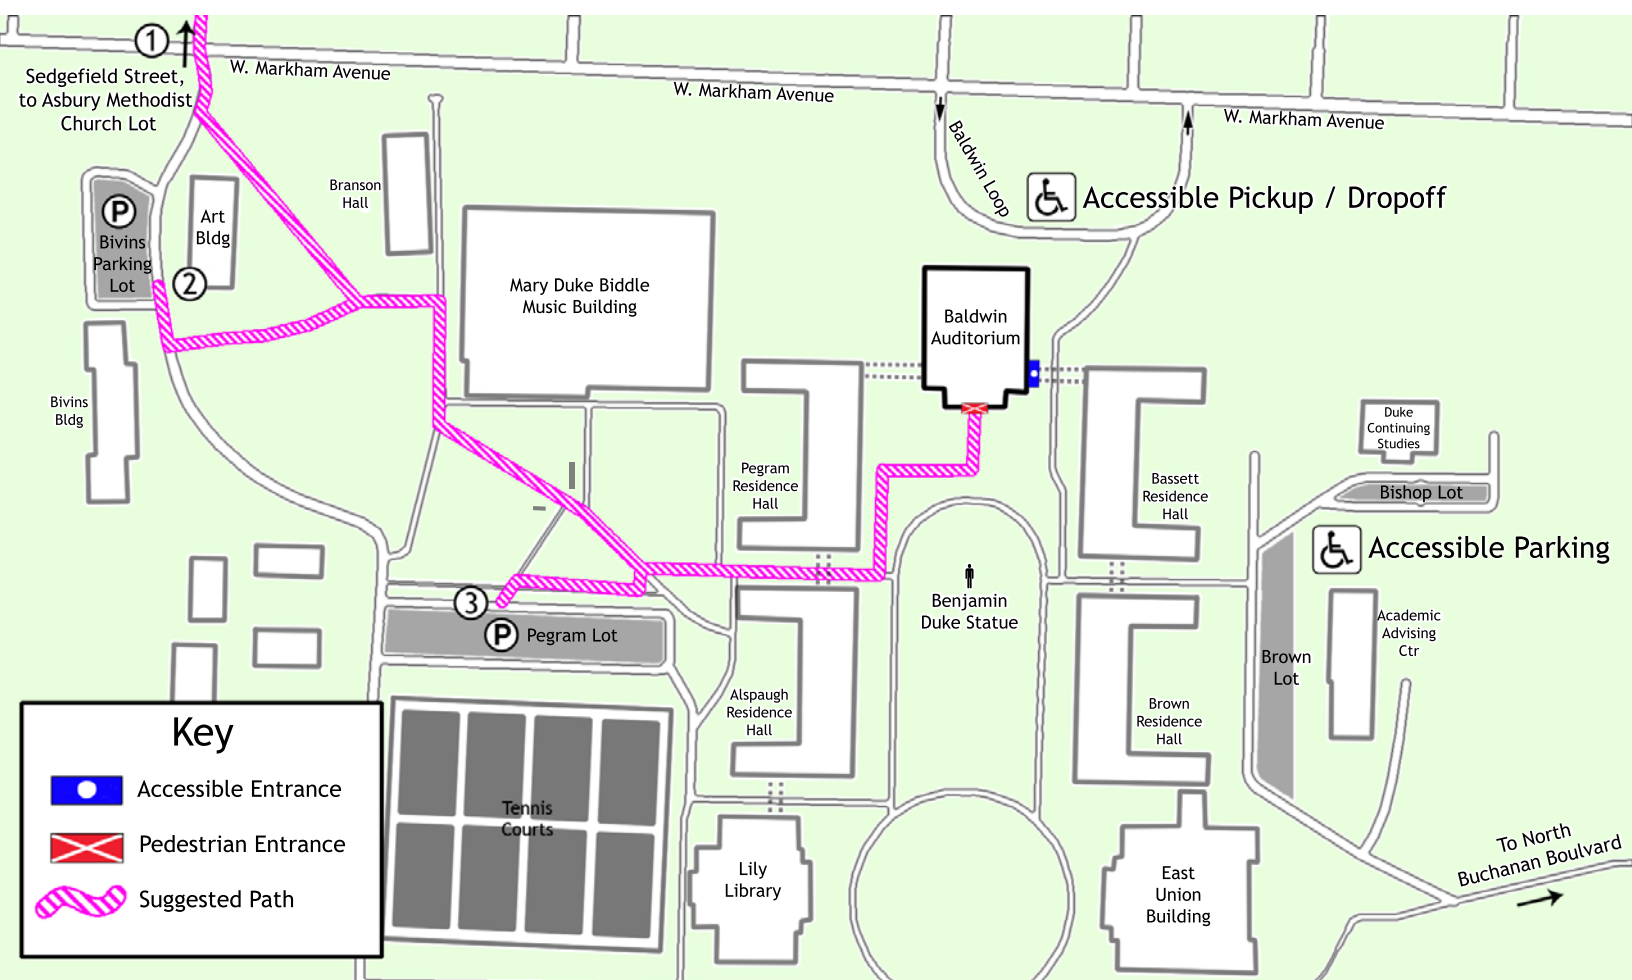 1
Sedgefield Street,
to Asbury Methodist
Church Lot
W. Markham Avenue
W. Markham Avenue
W. Markham Avenue
Baldwin Loop
Accessible Pickup / Dropoff
Branson
Hall
P
Bivins
Parking
Lot
Art
Bldg
2
Mary Duke Biddle
Music Building
Baldwin
Auditorium
Bivins
Bldg
Pegram
Residence
Hall
Bassett
Residence
Hall
Duke
Continuing
Studies
Bishop Lot
Accessible Parking
Benjamin
Duke Statue
3
P
Pegram Lot
Academic
Advising
Ctr
Brown
Lot
Alspaugh
Residence
Hall
Brown
Residence
Hall
Tennis
Courts
Lily
Library
East
Union
Building
To North
Buchanan Boulvard
Key
Accessible Entrance
Pedestrian Entrance
Suggested Path